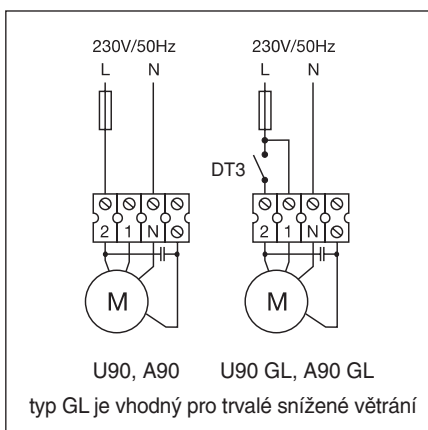 230V/50Hz 230V/50Hz
L N L N
DT3
2 1 N 2 1 N
M M
U90, A90 U90 GL, A90 GL
typ GL je vhodný pro trvalé snížené větrání